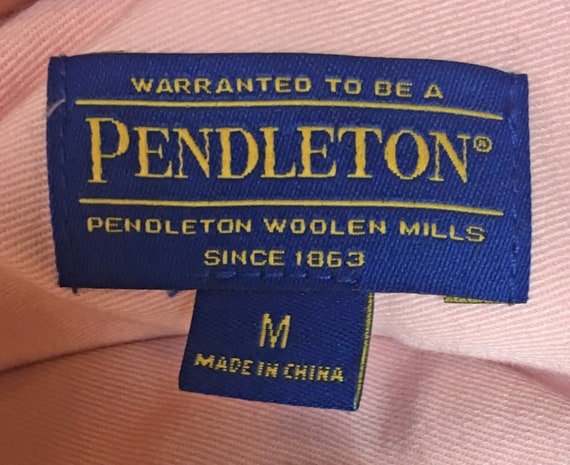 WARRANTED TO BE A
PENDLETON®
PENDLETON WOOLEN MILLS
SINCE 1863
M
MADE IN CHINA